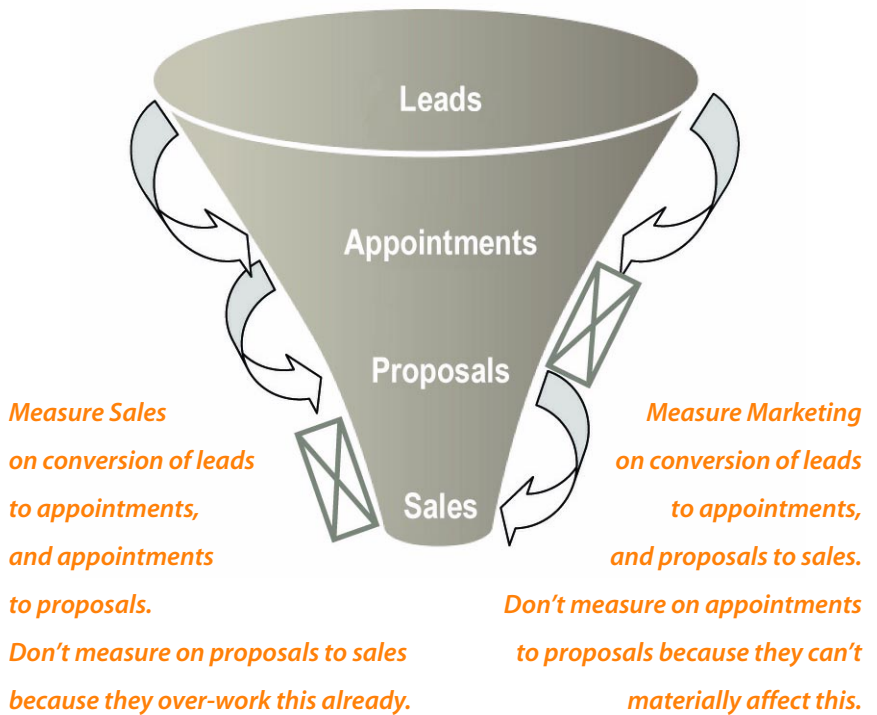 Leads
Appointments
Proposals
Sales
Measure Sales
on conversion of leads
to appointments,
and appointments
to proposals.
Don’t measure on proposals to sales
because they over-work this already.
Measure Marketing
on conversion of leads
to appointments,
and proposals to sales.
Don’t measure on appointments
to proposals because they can’t
materially affect this.